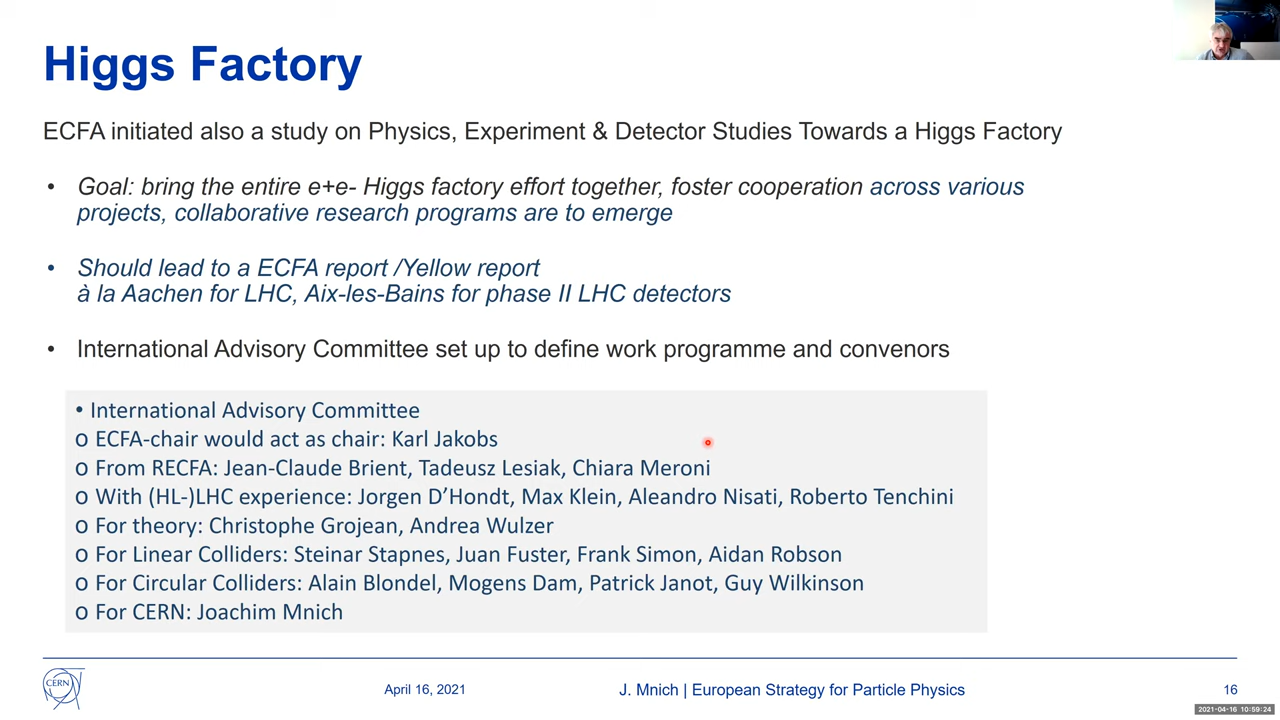 Higgs Factory
ECFA initiated also a study on Physics, Experiment & Detector Studies Towards a Higgs Factory
• Goal: bring the entire e+e- Higgs factory effort together, foster cooperation across various
projects, collaborative research programs are to emerge
• Should lead to a ECFA report /Yellow report
à la Aachen for LHC, Aix-les-Bains for phase II LHC detectors
• International Advisory Committee set up to define work programme and convenors
• International Advisory Committee
o ECFA-chair would act as chair: Karl Jakobs
o From RECFA: Jean-Claude Brient, Tadeusz Lesiak, Chiara Meroni
o With (HL-)LHC experience: Jorgen D’Hondt, Max Klein, Aleandro Nisati, Roberto Tenchini
o For theory: Christophe Grojean, Andrea Wulzer
o For Linear Colliders: Steinar Stapnes, Juan Fuster, Frank Simon, Aidan Robson
o For Circular Colliders: Alain Blondel, Mogens Dam, Patrick Janot, Guy Wilkinson
o For CERN: Joachim Mnich
CERN
April 16, 2021
J. Mnich | European Strategy for Particle Physics
16
2021-04-16 10:59:24